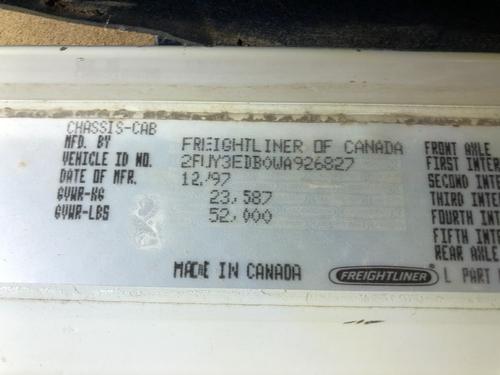 CHASSIS-CAB
MFD. BY FREIGHTLINER OF CANADA
VEHICLE ID NO. 2FUY3EDB0WA926827
DATE OF MFR. 12/97
GVWR-KG 23,587
GVWR-LBS 52,000
MADE IN CANADA
FREIGHTLINER
FRONT AXLE
FIRST INTER
SECOND INTE
THIRD INTER
FOURTH INTE
FIFTH INTE
REAR AXLE
L PART